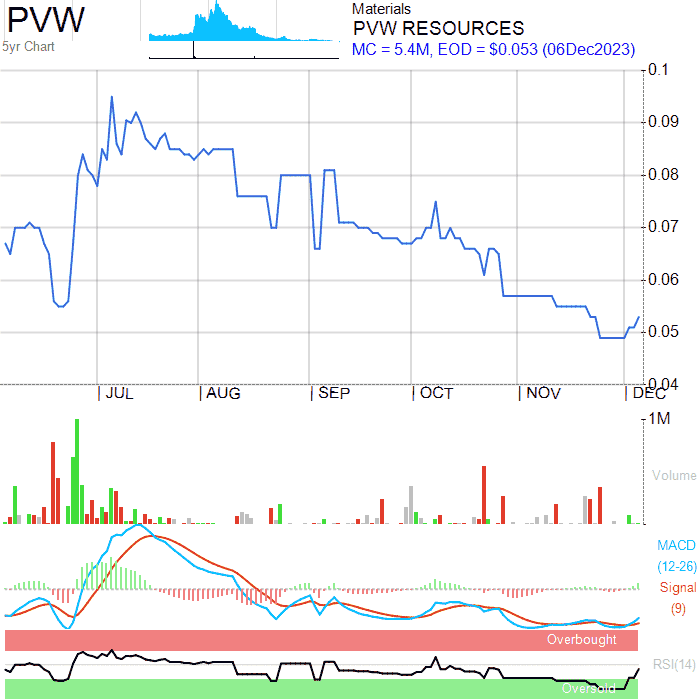 PVW
5yr Chart
Materials
PVW RESOURCES
MC = 5.4M, EOD = $0.053 (06Dec2023)
0.1
0.09
0.08
0.07
0.06
0.05
0.04
JUL AUG SEP OCT NOV DEC
1M
Volume
MACD
(12-26)
Signal
(9)
Overbought
RSI(14)
Oversold